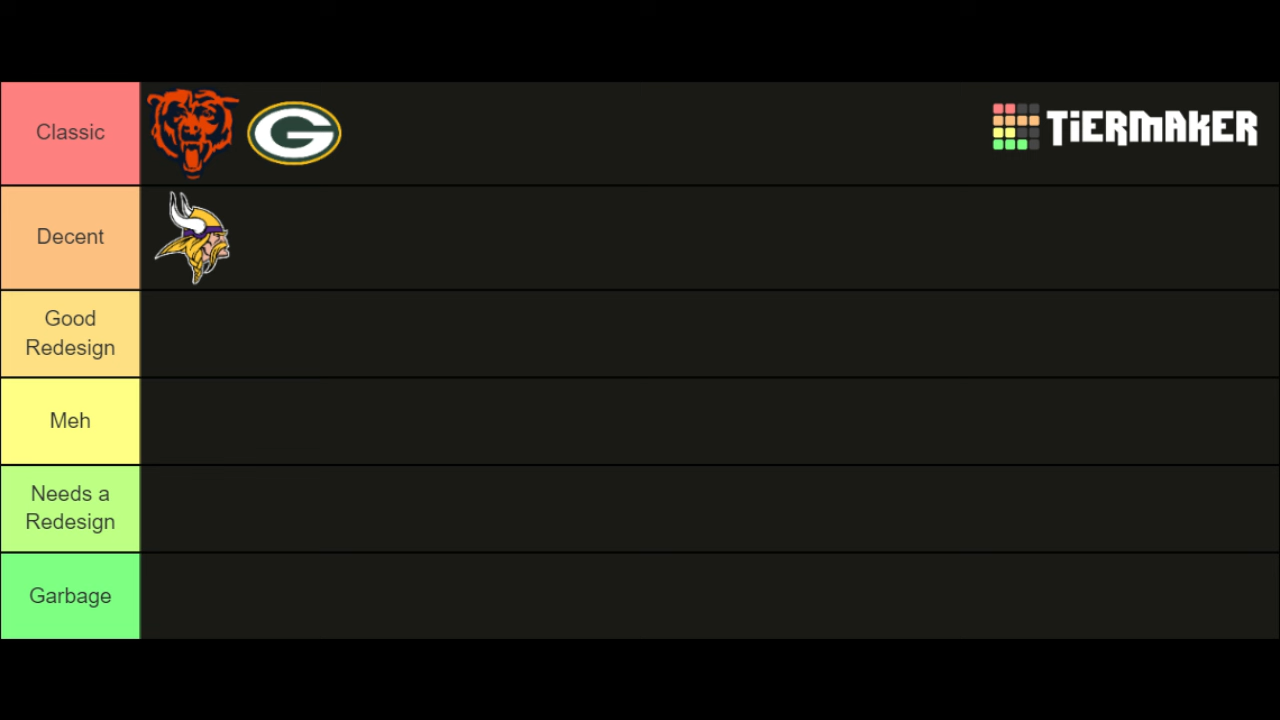 Classic
G
TiERMAKER
Decent
Good
Redesign
Meh
Needs a
Redesign
Garbage